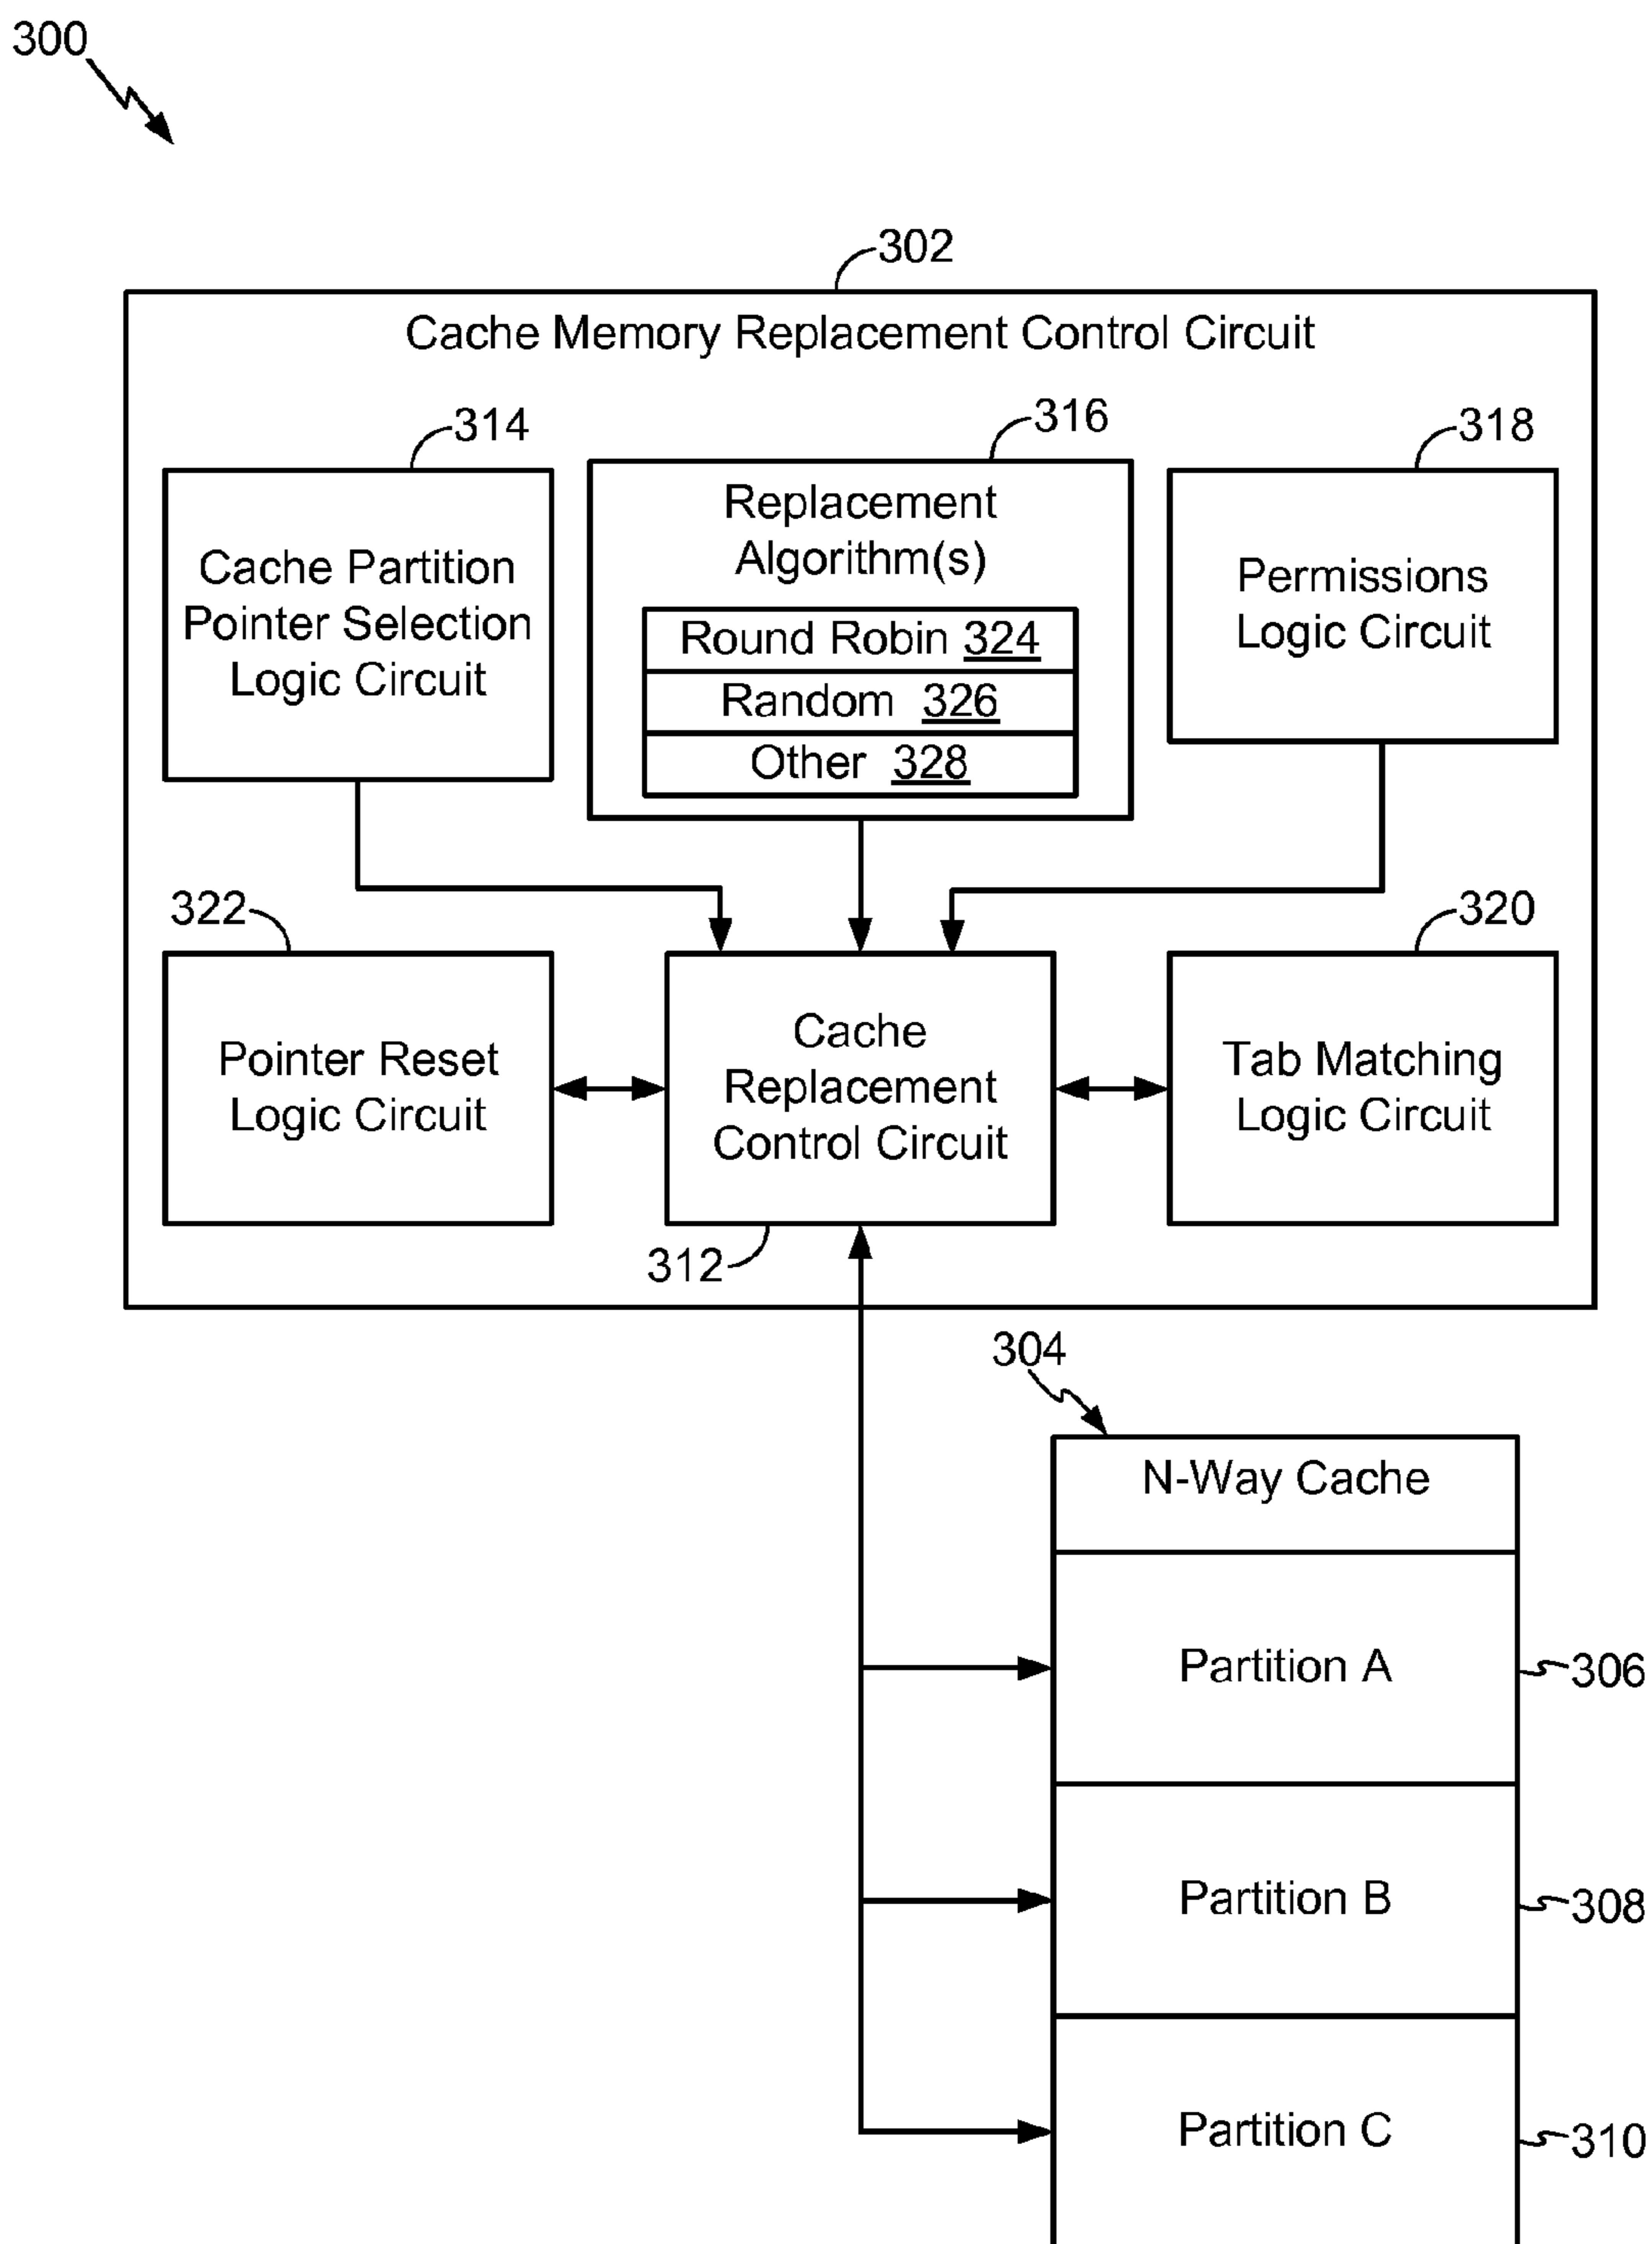 300
302
Cache Memory Replacement Control Circuit
314
316
318
Cache Partition
Pointer Selection
Logic Circuit
Replacement
Algorithm(s)
Round Robin 324
Random 326
Other 328
Permissions
Logic Circuit
322
320
Pointer Reset
Logic Circuit
Cache
Replacement
Control Circuit
Tab Matching
Logic Circuit
312
304
N-Way Cache
Partition A
306
Partition B
308
Partition C
310